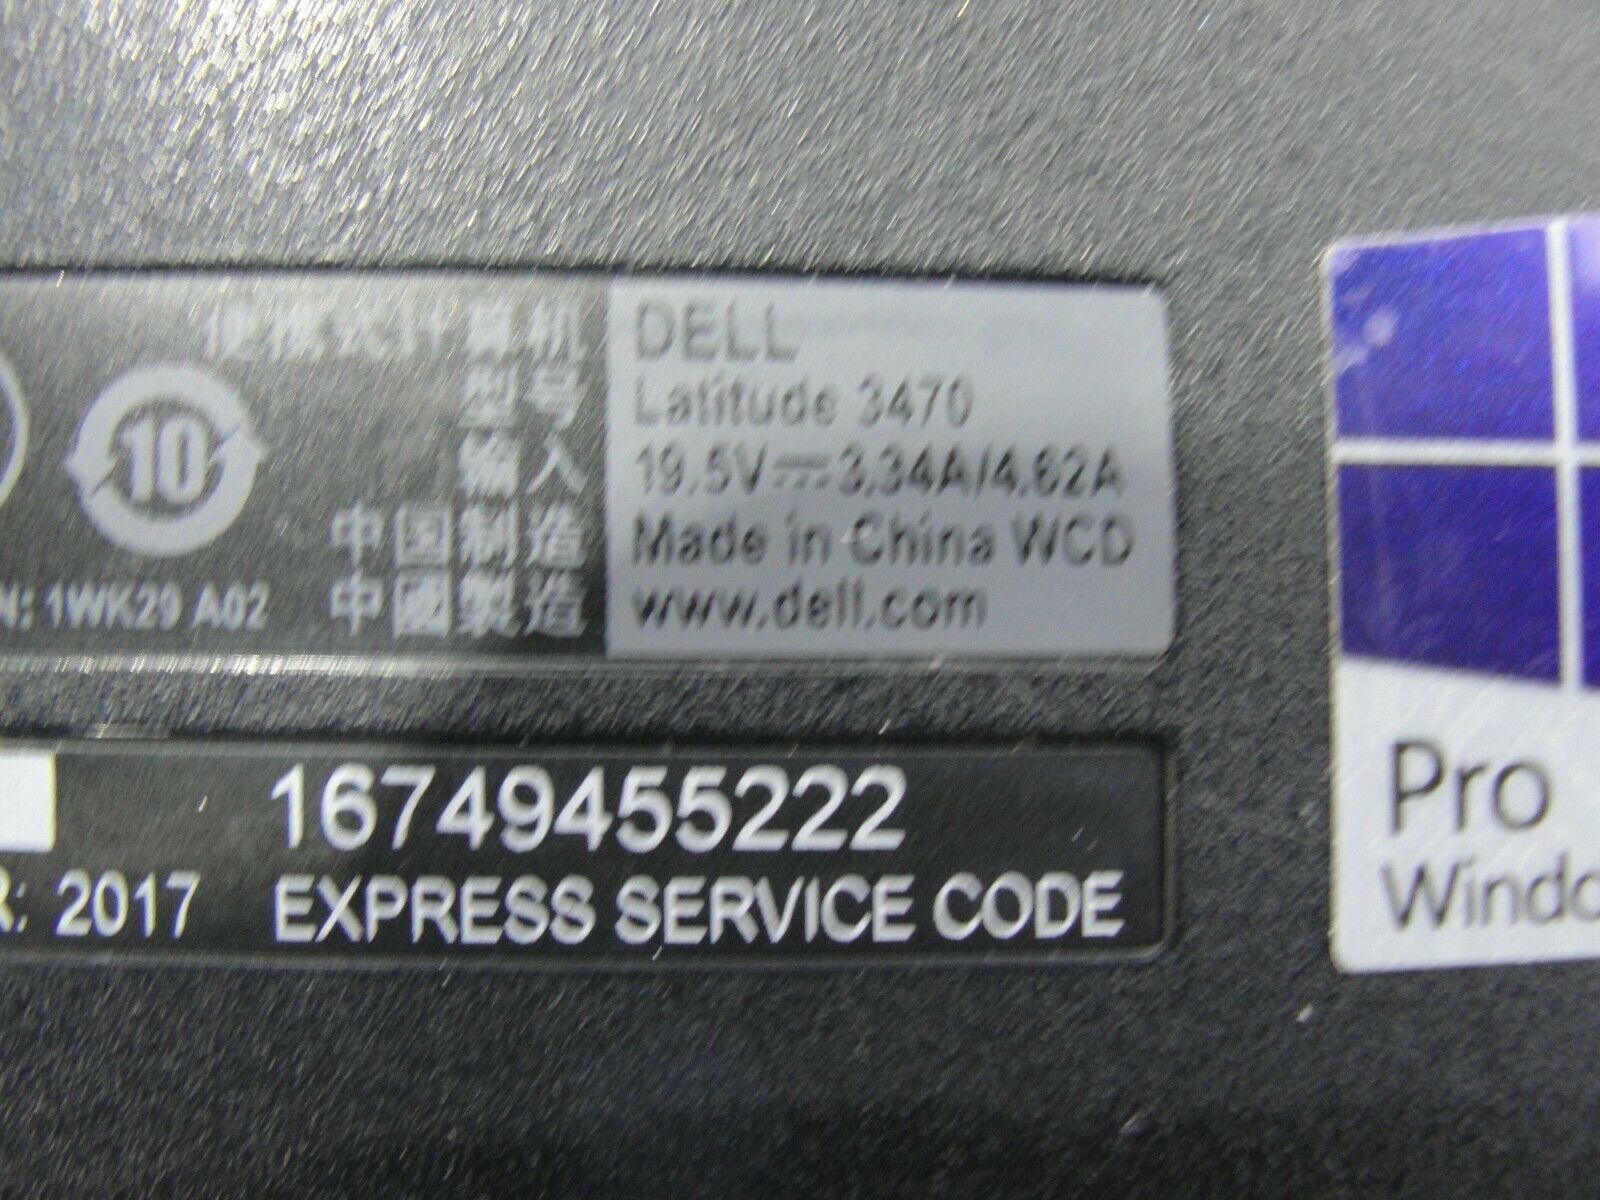 便携式计算机
DELL
型号
Latitude 3470
输入
19.5V⎓3.34A/4.62A
中国制造
Made in China WCD
中國製造
www.dell.com
10
N: 1WK29 A02
16749455222
R: 2017
EXPRESS SERVICE CODE
Pro
Windo